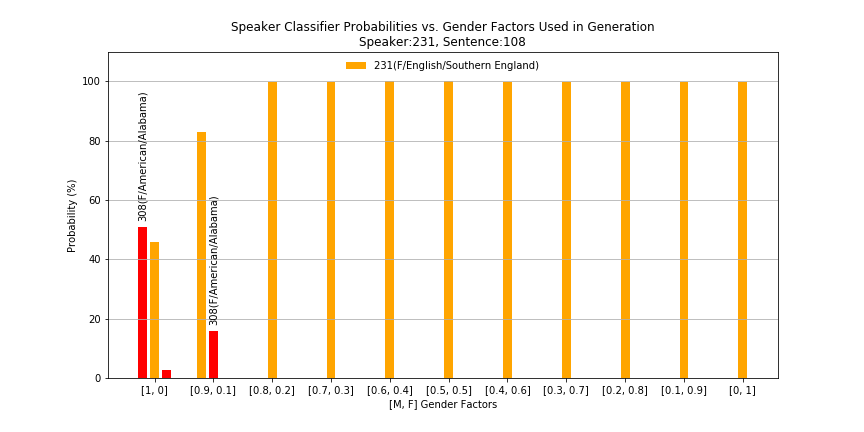 Speaker Classifier Probabilities vs. Gender Factors Used in Generation
Speaker:231, Sentence:108
231(F/English/Southern England)
308(F/American/Alabama)
308(F/American/Alabama)
Probability (%)
100
80
60
40
20
0
[1, 0] [0.9, 0.1] [0.8, 0.2] [0.7, 0.3] [0.6, 0.4] [0.5, 0.5] [0.4, 0.6] [0.3, 0.7] [0.2, 0.8] [0.1, 0.9] [0, 1]
[M, F] Gender Factors